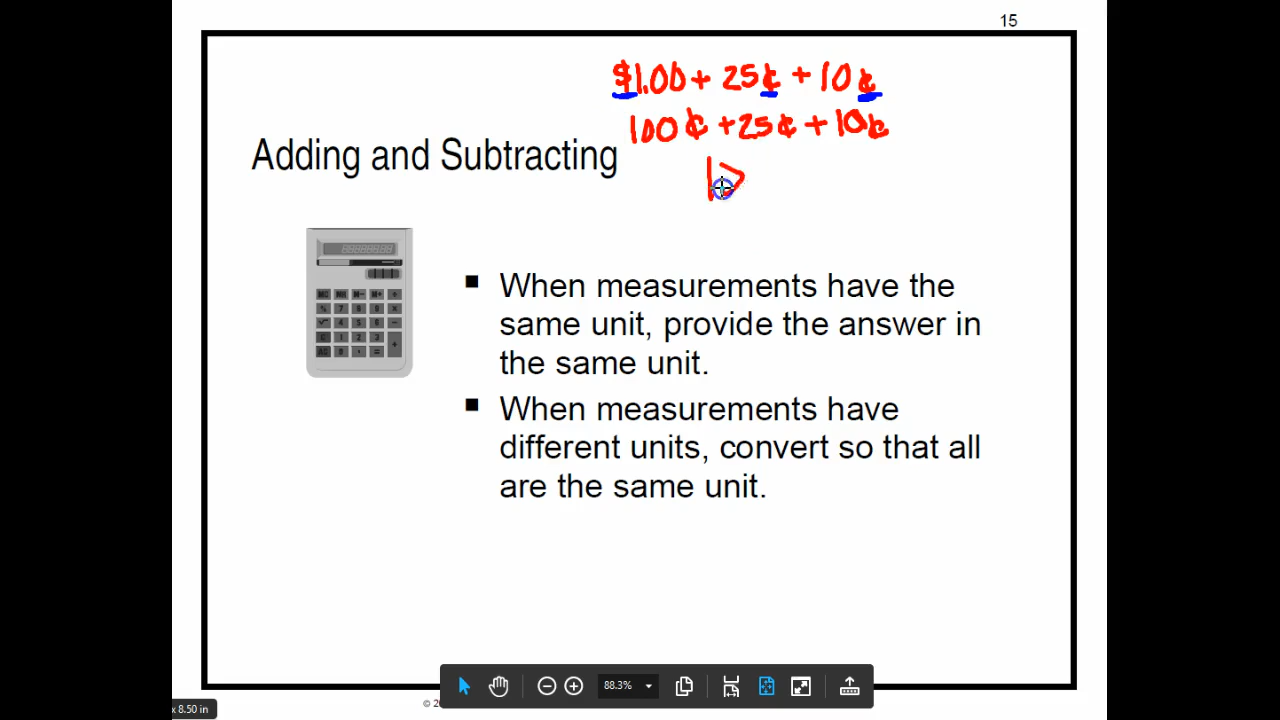 15
$1.00 + 25¢ + 10¢
100¢ + 25¢ + 10¢
Adding and Subtracting
■ When measurements have the
same unit, provide the answer in
the same unit.
■ When measurements have
different units, convert so that all
are the same unit.
88.3%
x 8.50 in